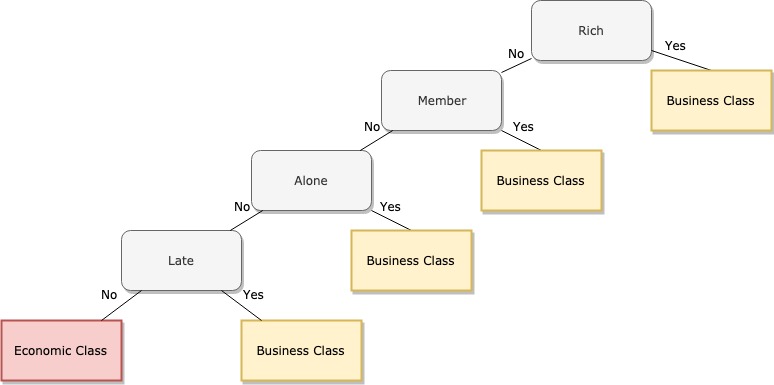 Rich
No
Yes
Member
Business Class
No
Yes
Alone
Business Class
No
Yes
Late
Business Class
No
Yes
Economic Class
Business Class